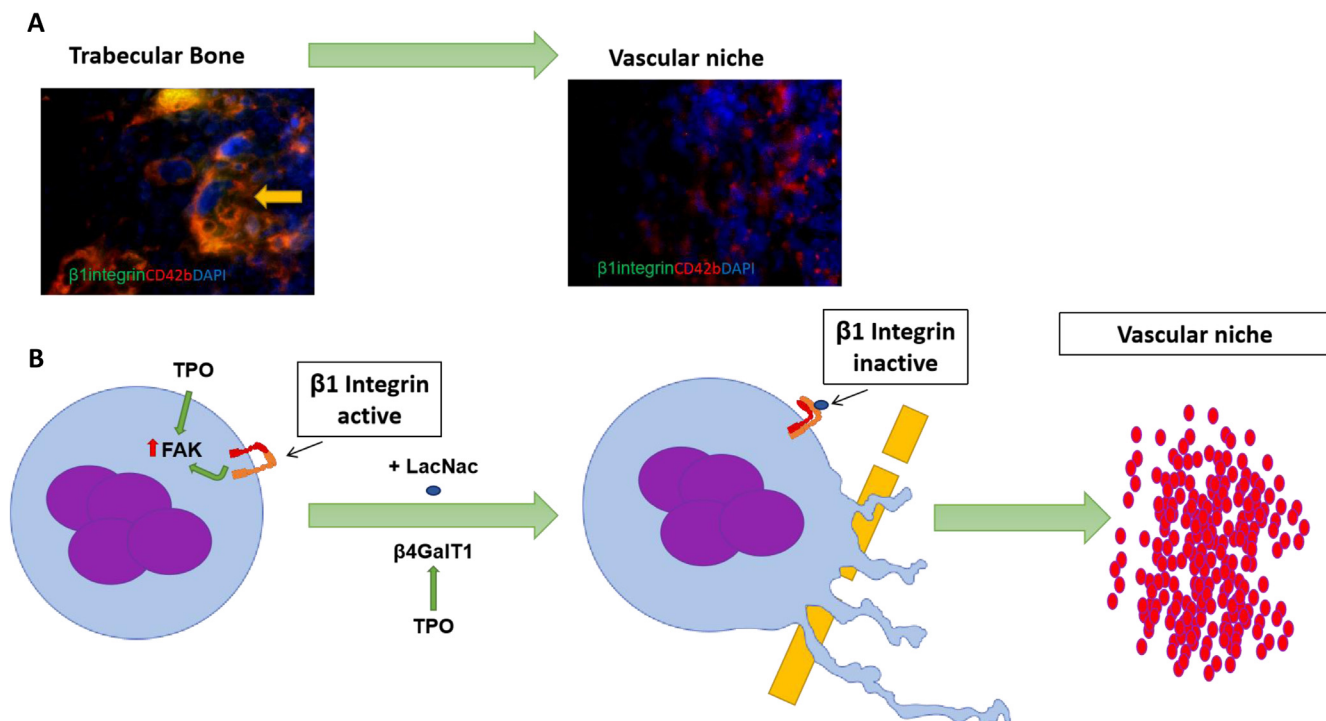 A
Trabecular Bone
Vascular niche
β1integrinCD42bDAPI
β1integrinCD42bDAPI
B
TPO
FAK
β1 Integrin
active
+ LacNac
β4GalT1
TPO
β1 Integrin
inactive
Vascular niche